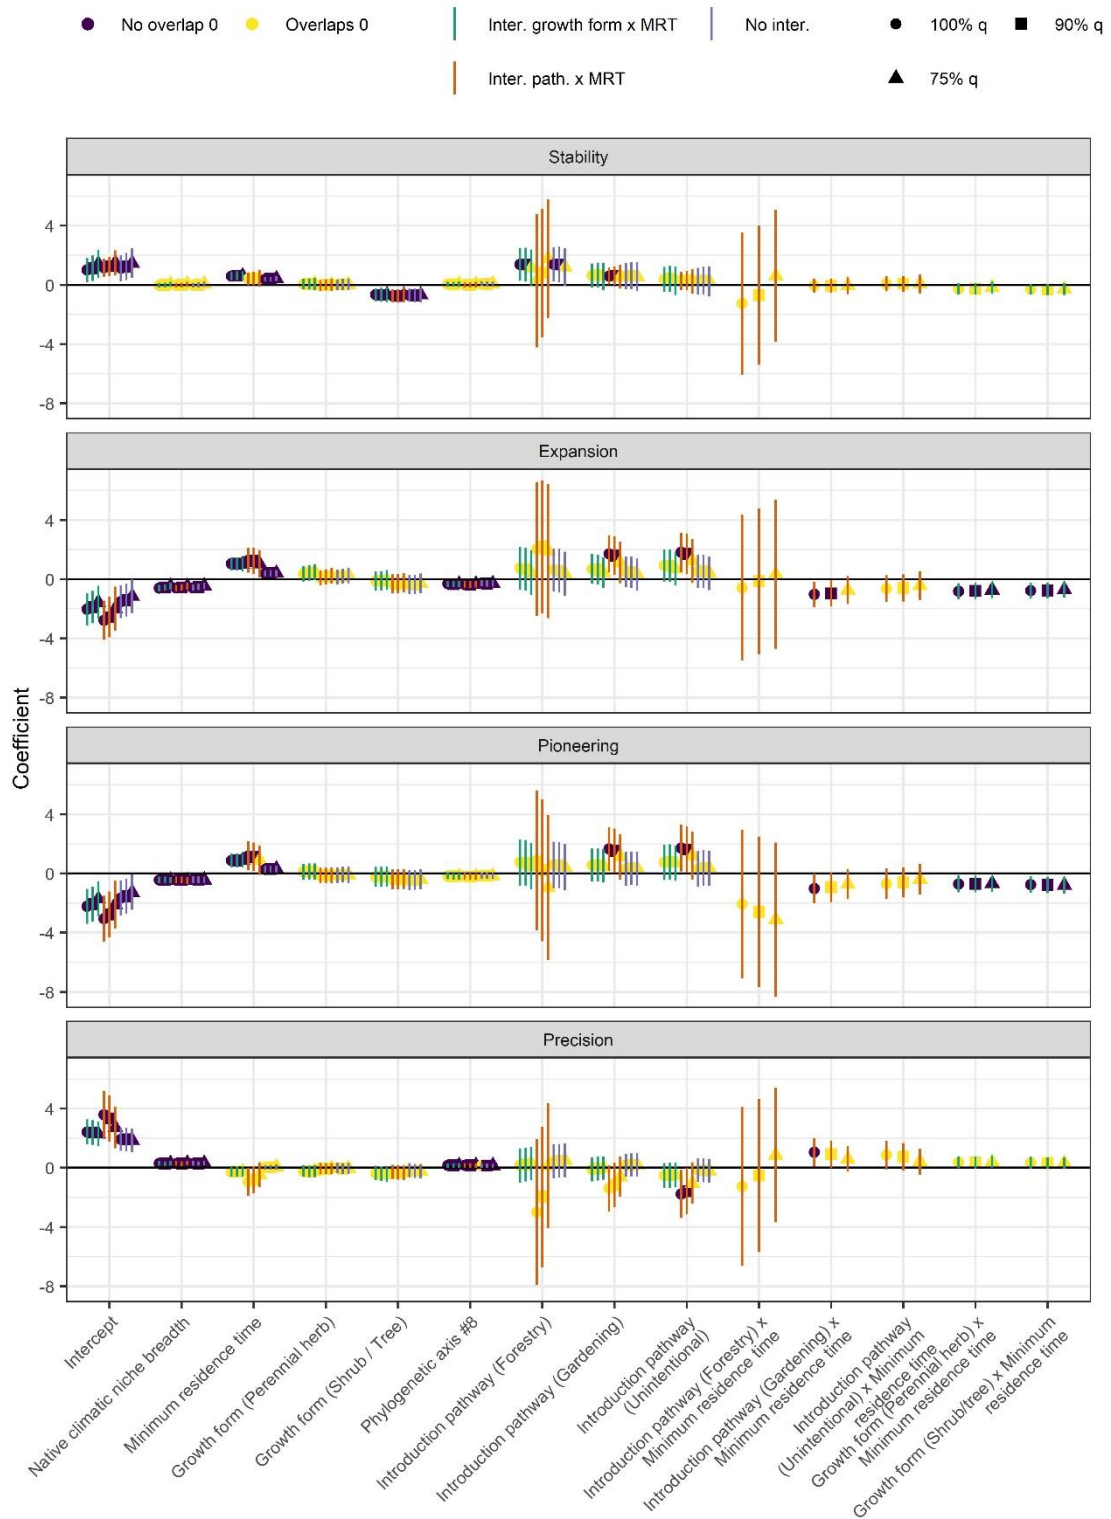 No overlap 0
Overlaps 0
Inter. growth form x MRT
No inter.
100% q
90% q
Inter. path. x MRT
75% q
Coefficient
Stability
4
0
-4
-8
Expansion
4
0
-4
-8
Pioneering
4
0
-4
-8
Precision
4
0
-4
-8
Intercept
Native climatic niche breadth
Minimum residence time
Growth form (Perennial herb)
Growth form (Shrub / Tree)
Phylogenetic axis #8
Introduction pathway (Forestry)
Introduction pathway (Gardening)
Introduction pathway
(Unintentional)
Introduction pathway (Forestry) x
Minimum residence time
Introduction pathway (Gardening) x
Minimum residence time
Introduction pathway
(Unintentional) x Minimum
residence time
Growth form (Perennial herb) x
Minimum residence time
Growth form (Shrub/tree) x Minimum
residence time